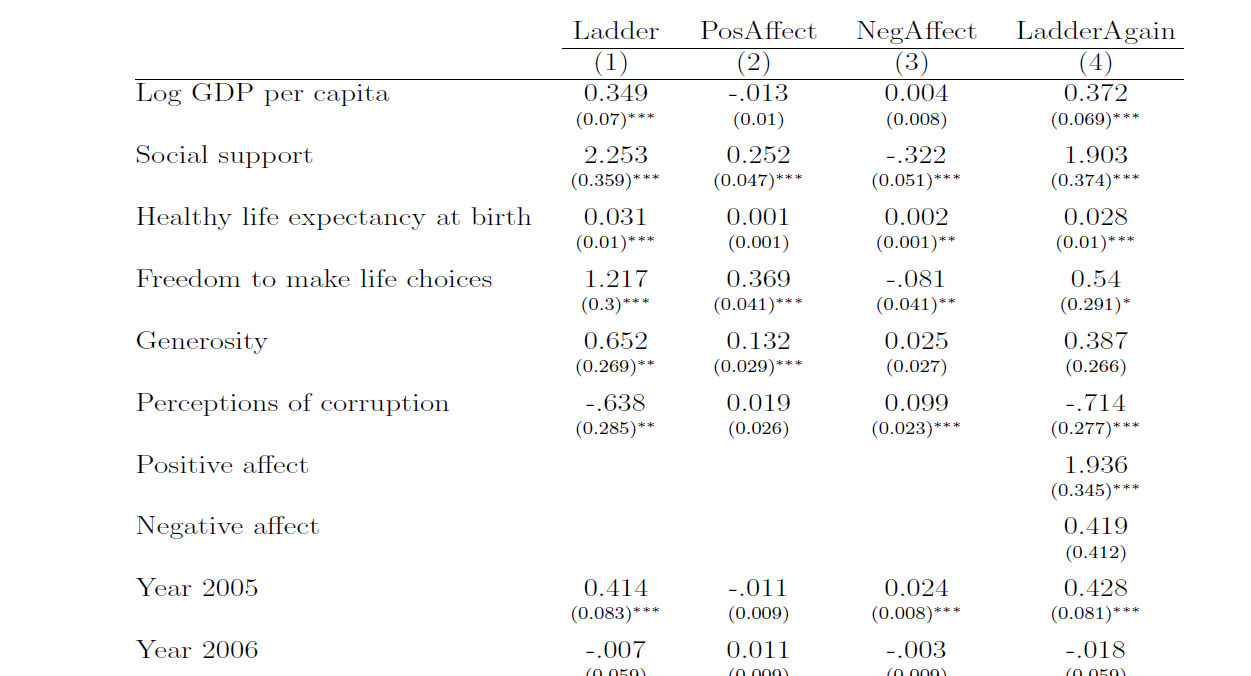 Ladder PosAffect NegAffect LadderAgain
(1) (2) (3) (4)
Log GDP per capita 0.349 -.013 0.004 0.372
(0.07)*** (0.01) (0.008) (0.069)***
Social support 2.253 0.252 -.322 1.903
(0.359)*** (0.047)*** (0.051)*** (0.374)***
Healthy life expectancy at birth 0.031 0.001 0.002 0.028
(0.01)*** (0.001) (0.001)** (0.01)***
Freedom to make life choices 1.217 0.369 -.081 0.54
(0.3)*** (0.041)*** (0.041)** (0.291)*
Generosity 0.652 0.132 0.025 0.387
(0.269)** (0.029)*** (0.027) (0.266)
Perceptions of corruption -.638 0.019 0.099 -.714
(0.285)** (0.026) (0.023)*** (0.277)***
Positive affect 1.936
(0.345)***
Negative affect 0.419
(0.412)
Year 2005 0.414 -.011 0.024 0.428
(0.083)*** (0.009) (0.008)*** (0.081)***
Year 2006 -.007 0.011 -.003 -.018
(0.059) (0.009) (0.009) (0.059)